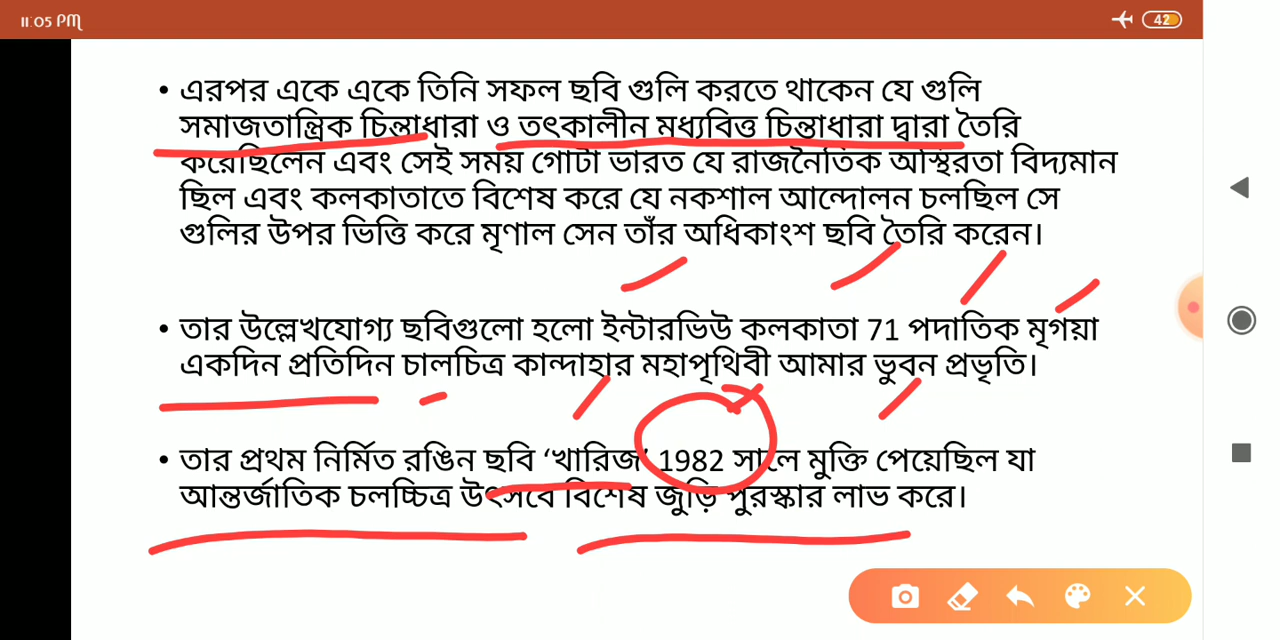 11:05 PM
42
• এরপর একে একে তিনি সফল ছবি গুলি করতে থাকেন যে গুলি
সমাজতান্ত্রিক চিন্তাধারা ও তৎকালীন মধ্যবিত্ত চিন্তাধারা দ্বারা তৈরি
করেছিলেন এবং সেই সময় গোটা ভারত যে রাজনৈতিক অস্থিরতা বিদ্যমান
ছিল এবং কলকাতাতে বিশেষ করে যে নকশাল আন্দোলন চলছিল সে
গুলির উপর ভিত্তি করে মৃণাল সেন তাঁর অধিকাংশ ছবি তৈরি করেন।
• তার উল্লেখযোগ্য ছবিগুলো হলো ইন্টারভিউ কলকাতা 71 পদাতিক মৃগয়া
একদিন প্রতিদিন চালচিত্র কান্দাহার মহাপৃথিবী আমার ভুবন প্রভৃতি।
• তার প্রথম নির্মিত রঙিন ছবি ‘খারিজ’ 1982 সালে মুক্তি পেয়েছিল যা
আন্তর্জাতিক চলচ্চিত্র উৎসবে বিশেষ জুড়ি পুরস্কার লাভ করে।